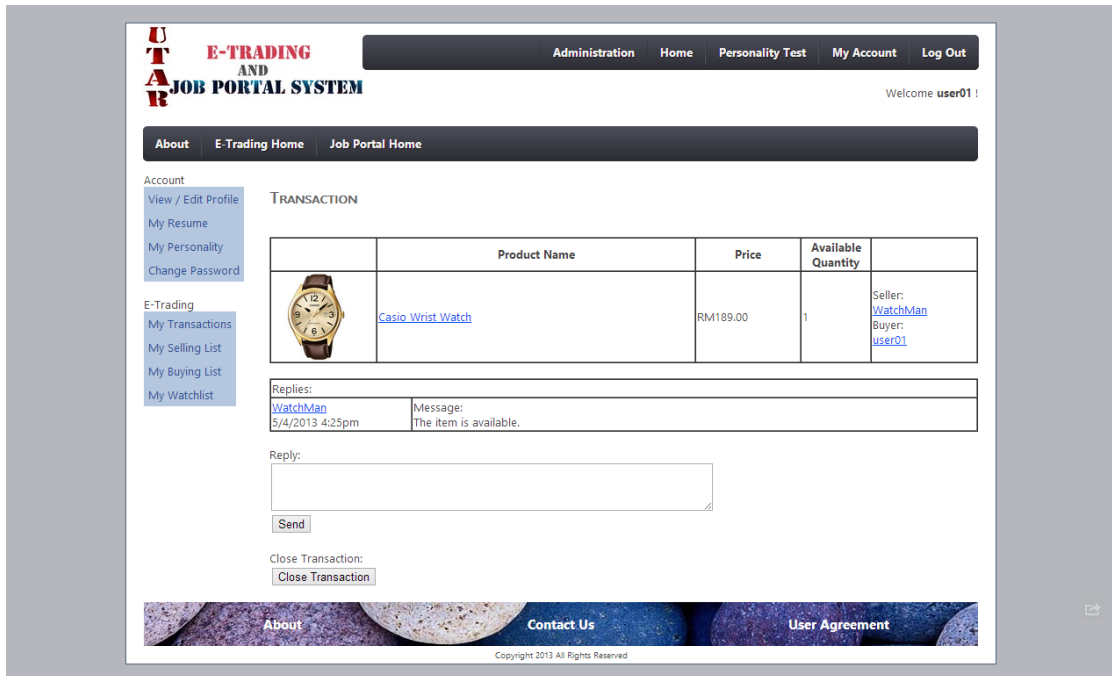 UTAR
E-TRADING
AND
JOB PORTAL SYSTEM
Administration Home Personality Test My Account Log Out
Welcome user01 !
About E-Trading Home Job Portal Home
Account
View / Edit Profile
My Resume
My Personality
Change Password
E-Trading
My Transactions
My Selling List
My Buying List
My Watchlist
TRANSACTION
Product Name Price Available Quantity
Casio Wrist Watch RM189.00 1
Seller:
WatchMan
Buyer:
user01
Replies:
WatchMan
5/4/2013 4:25pm
Message:
The item is available.
Reply:
Send
Close Transaction:
Close Transaction
About Contact Us User Agreement
Copyright 2013 All Rights Reserved